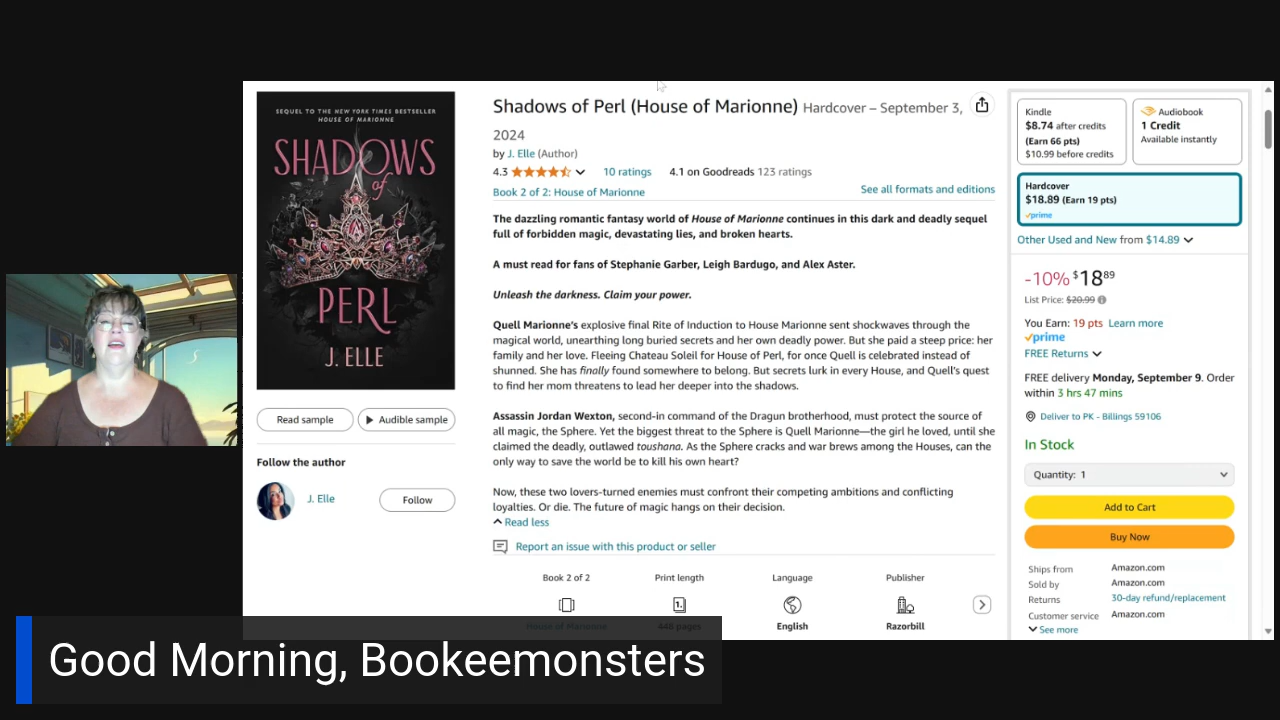 SEQUEL TO THE NEW YORK TIMES BESTSELLER
HOUSE OF MARIONNE
SHADOWS
of
PERL
J. ELLE
Read sample
Audible sample
Follow the author
J. Elle
Follow
Shadows of Perl (House of Marionne) Hardcover – September 3,
2024
by J. Elle (Author)
4.3
10 ratings
4.1 on Goodreads 123 ratings
Book 2 of 2: House of Marionne
See all formats and editions
The dazzling romantic fantasy world of House of Marionne continues in this dark and deadly sequel
full of forbidden magic, devastating lies, and broken hearts.
A must read for fans of Stephanie Garber, Leigh Bardugo, and Alex Aster.
Unleash the darkness. Claim your power.
Quell Marionne's explosive final Rite of Induction to House Marionne sent shockwaves through the
magical world, unearthing long buried secrets and her own deadly power. But she paid a steep price: her
family and her love. Fleeing Chateau Soleil for House of Perl, for once Quell is celebrated instead of
shunned. She has finally found somewhere to belong. But secrets lurk in every House, and Quell's quest
to find her mom threatens to lead her deeper into the shadows.
Assassin Jordan Wexton, second-in command of the Dragun brotherhood, must protect the source of
all magic, the Sphere. Yet the biggest threat to the Sphere is Quell Marionne—the girl he loved, until she
claimed the deadly, outlawed toushana. As the Sphere cracks and war brews among the Houses, can the
only way to save the world be to kill his own heart?
Now, these two lovers-turned enemies must confront their competing ambitions and conflicting
loyalties. Or die. The future of magic hangs on their decision.
Read less
Report an issue with this product or seller
Book 2 of 2
House of Marionne
Print length
1.
446 pages
Language
English
Publisher
Razorbill
Kindle
$8.74 after credits
(Earn 66 pts)
$10.99 before credits
Audiobook
1 Credit
Available instantly
Hardcover
$18.89 (Earn 19 pts)
prime
Other Used and New from $14.89
-10% $18 89
List Price: $20.99
You Earn: 19 pts Learn more
prime
FREE Returns
FREE delivery Monday, September 9. Order
within 3 hrs 47 mins
Deliver to PK - Billings 59106
In Stock
Quantity: 1
Add to Cart
Buy Now
Ships from Amazon.com
Sold by Amazon.com
Returns 30-day refund/replacement
Customer service Amazon.com
See more
Good Morning, Bookeemonsters